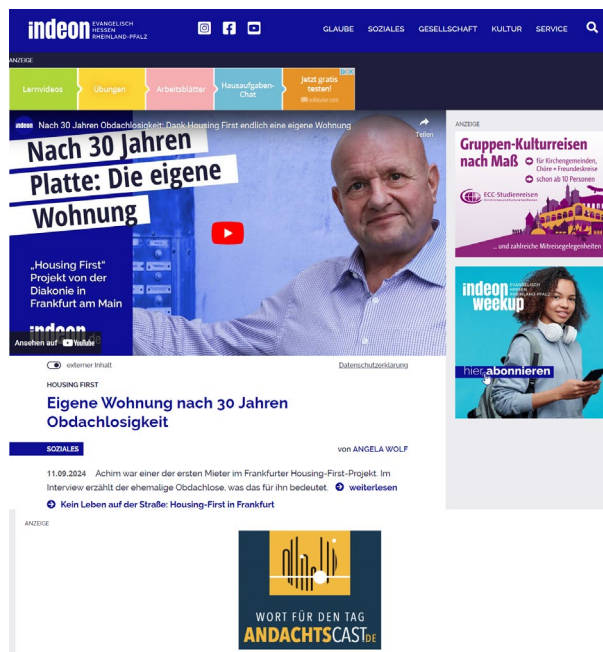 indeon EVANGELISCH
HESSEN
RHEINLAND-PFALZ
GLAUBE SOZIALES GESELLSCHAFT KULTUR SERVICE
ANZEIGE
Lernvideos
Übungen
Arbeitsblätter
Hausaufgaben-
Chat
Jetzt gratis
testen!
indeon Nach 30 Jahren Obdachlosigkeit: Dank Housing First endlich eine eigene Wohnung
Teilen
Nach 30 Jahren
Platte: Die eigene
Wohnung
„Housing First“
Projekt von der
Diakonie in
Frankfurt am Main
indeon.de
Ansehen auf YouTube
externer Inhalt
Datenschutzerklärung
HOUSING FIRST
Eigene Wohnung nach 30 Jahren
Obdachlosigkeit
SOZIALES
von ANGELA WOLF
11.09.2024 Achim war einer der ersten Mieter im Frankfurter Housing-First-Projekt. Im
Interview erzählt der ehemalige Obdachlose, was das für ihn bedeutet. weiterlesen
Kein Leben auf der Straße: Housing-First in Frankfurt
ANZEIGE
Gruppen-Kulturreisen
nach Maß
für Kirchengemeinden,
Chöre + Freundeskreise
schon ab 10 Personen
ECC-Studienreisen
... und zahlreiche Mitreisegelegenheiten
indeon EVANGELISCH
HESSEN
RHEINLAND-PFALZ
weekup
hier abonnieren
ANZEIGE
WORT FÜR DEN TAG
ANDACHTSCAST.DE